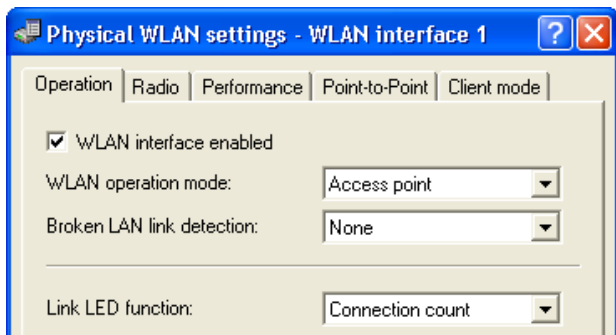 Physical WLAN settings - WLAN interface 1
Operation Radio Performance Point-to-Point Client mode
WLAN interface enabled
WLAN operation mode: Access point
Broken LAN link detection: None
Link LED function: Connection count